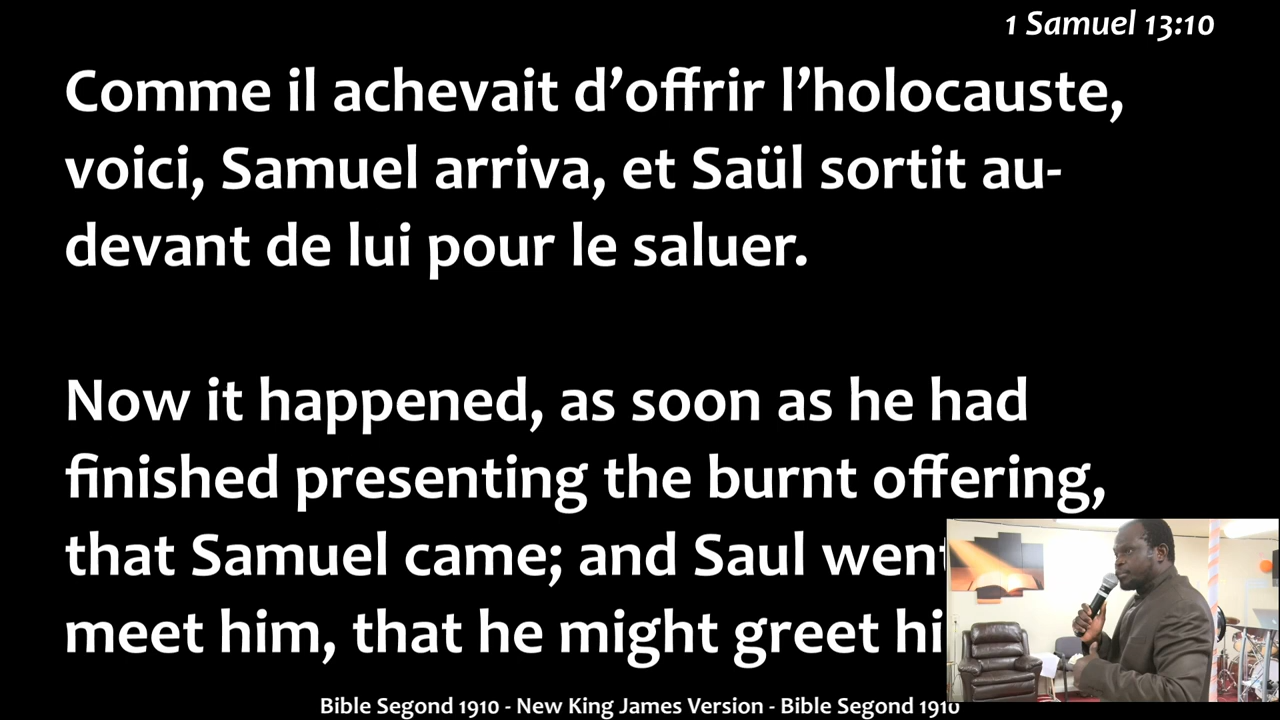 1 Samuel 13:10
Comme il achevait d’offrir l’holocauste,
voici, Samuel arriva, et Saül sortit au-
devant de lui pour le saluer.
Now it happened, as soon as he had
finished presenting the burnt offering,
that Samuel came; and Saul went
meet him, that he might greet
Bible Segond 1910 - New King James Version - Bible Segond 1910